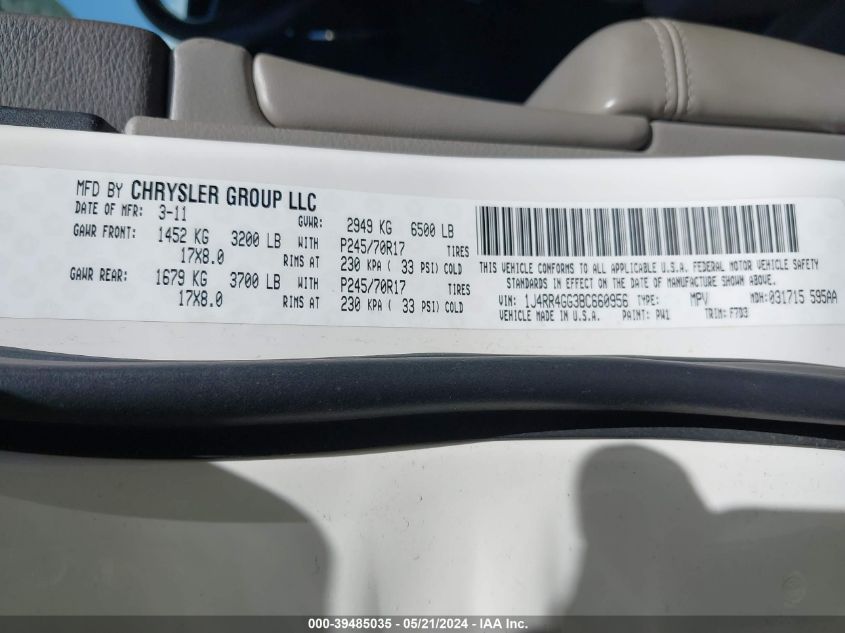 MFD BY CHRYSLER GROUP LLC
DATE OF MFR: 3-11 GVWR: 2949 KG 6500 LB
GAWR FRONT: 1452 KG 3200 LB WITH P245/70R17 TIRES
17X8.0 RIMS AT 230 KPA ( 33 PSI) COLD
GAWR REAR: 1679 KG 3700 LB WITH P245/70R17 TIRES
17X8.0 RIMS AT 230 KPA ( 33 PSI) COLD
THIS VEHICLE CONFORMS TO ALL APPLICABLE U.S.A. FEDERAL MOTOR VEHICLE SAFETY
STANDARDS IN EFFECT ON THE DATE OF MANUFACTURE SHOWN ABOVE.
VIN: 1J4RR4GG3BC660956 TYPE: MPV MDH: 031715 595AA
VEHICLE MADE IN U.S.A. PAINT: PW1 TRIM: F7D3
000-39485035 - 05/21/2024 - IAAI Inc.